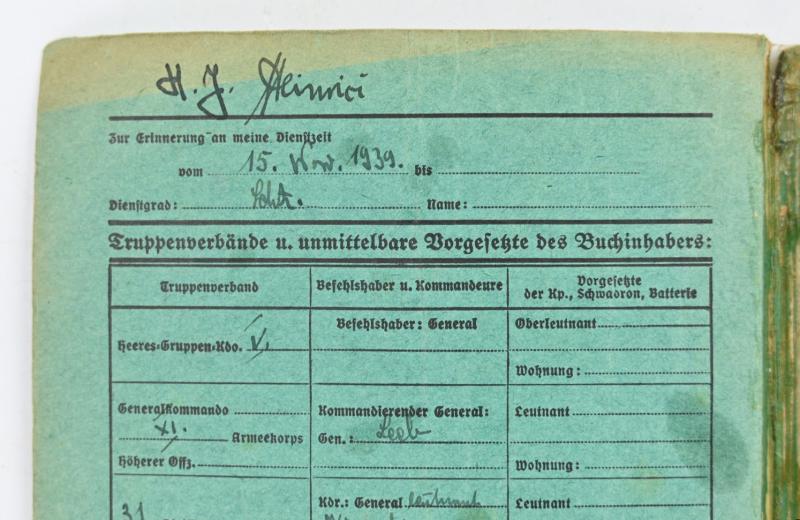 H. J. Heinrici
Zur Erinnerung an meine Dienstzeit
vom 15. Nov. 1939. bis
Dienstgrad: Schtz. Name:
Truppenverbände u. unmittelbare Vorgesetzte des Buchinhabers:
Truppenverband Befehlshaber u. Kommandeure Vorgesetzte
der Kp., Schwadron, Batterie
Befehlshaber: General Oberleutnant
Heeres-Gruppen-Kdo. V.
Wohnung:
Generalkommando Kommandierender General: Leutnant
XI. Armeekorps Gen.: Leeb
Höherer Offz. Wohnung:
Kdr.: General leutnant Leutnant
31